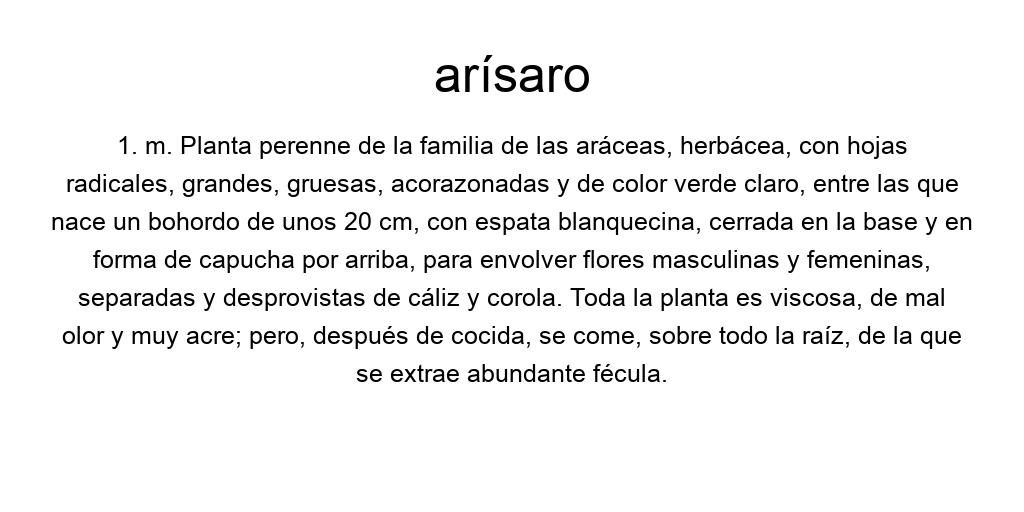 arísaro
1. m. Planta perenne de la familia de las aráceas, herbácea, con hojas
radicales, grandes, gruesas, acorazonadas y de color verde claro, entre las que
nace un bohordo de unos 20 cm, con espata blanquecina, cerrada en la base y en
forma de capucha por arriba, para envolver flores masculinas y femeninas,
separadas y desprovistas de cáliz y corola. Toda la planta es viscosa, de mal
olor y muy acre; pero, después de cocida, se come, sobre todo la raíz, de la que
se extrae abundante fécula.